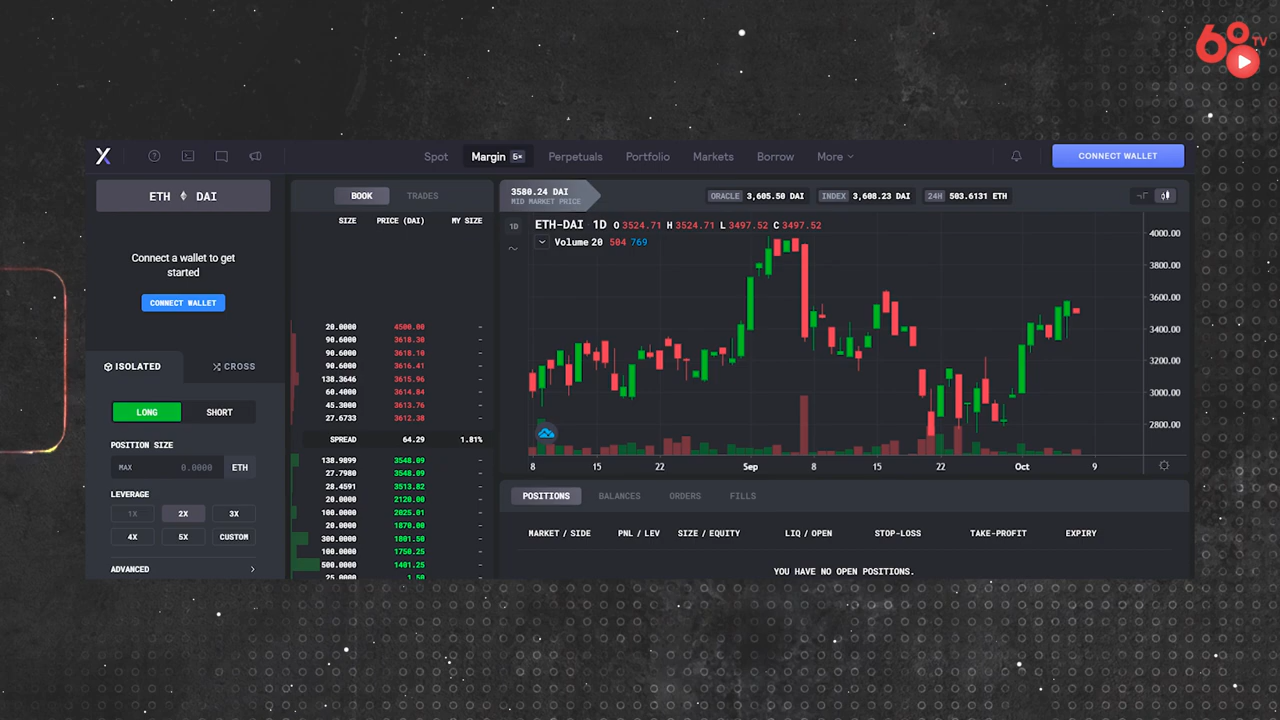 60 TV
Spot Margin 5× Perpetuals Portfolio Markets Borrow More CONNECT WALLET
ETH DAI
Connect a wallet to get
started
CONNECT WALLET
ISOLATED CROSS
LONG SHORT
POSITION SIZE
MAX 0.0000 ETH
LEVERAGE
1X 2X 3X
4X 5X CUSTOM
ADVANCED
BOOK TRADES
SIZE PRICE (DAI) MY SIZE
20.0000 4500.00 –
90.6000 3618.30 –
90.6000 3618.10 –
90.6000 3616.41 –
138.3646 3615.96 –
60.4000 3614.84 –
45.3000 3613.76 –
27.6733 3612.38 –
SPREAD 64.29 1.81%
138.9899 3548.09 –
27.7980 3548.09 –
28.4591 3513.82 –
20.0000 2120.00 –
100.0000 2025.01 –
20.0000 1870.00 –
300.0000 1801.50 –
100.0000 1750.25 –
500.0000 1401.25 –
25.0000 1.50 –
3580.24 DAI
MID MARKET PRICE
ORACLE 3,605.50 DAI INDEX 3,608.23 DAI 24H 503.6131 ETH
1D
ETH-DAI 1D O 3524.71 H 3524.71 L 3497.52 C 3497.52
Volume 20 504 769
4000.00
3800.00
3600.00
3400.00
3200.00
3000.00
2800.00
8 15 22 Sep 8 15 22 Oct 9
POSITIONS BALANCES ORDERS FILLS
MARKET / SIDE PNL / LEV SIZE / EQUITY LIQ / OPEN STOP-LOSS TAKE-PROFIT EXPIRY
YOU HAVE NO OPEN POSITIONS.